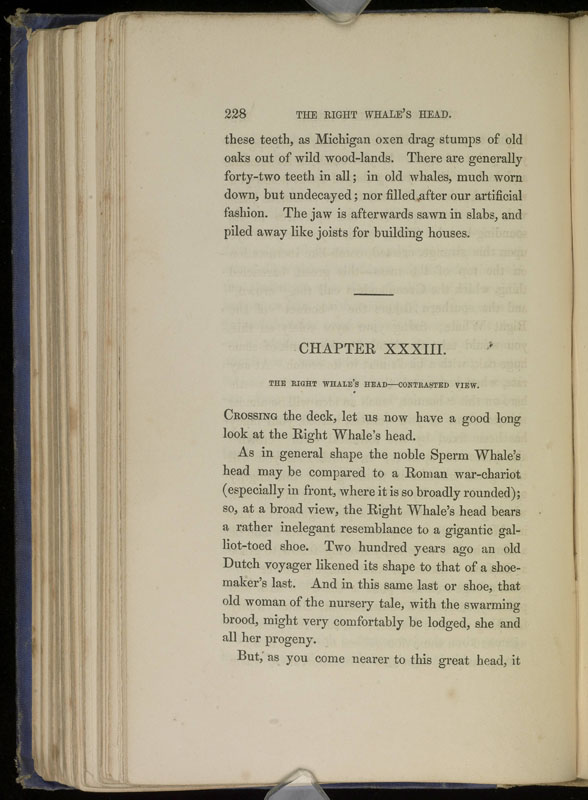 228 THE RIGHT WHALE'S HEAD.
these teeth, as Michigan oxen drag stumps of old
oaks out of wild wood-lands. There are generally
forty-two teeth in all; in old whales, much worn
down, but undecayed; nor filled after our artificial
fashion. The jaw is afterwards sawn in slabs, and
piled away like joists for building houses.
CHAPTER XXXIII.
THE RIGHT WHALE'S HEAD—CONTRASTED VIEW.
CROSSING the deck, let us now have a good long
look at the Right Whale's head.
As in general shape the noble Sperm Whale's
head may be compared to a Roman war-chariot
(especially in front, where it is so broadly rounded);
so, at a broad view, the Right Whale's head bears
a rather inelegant resemblance to a gigantic gal-
liot-toed shoe. Two hundred years ago an old
Dutch voyager likened its shape to that of a shoe-
maker's last. And in this same last or shoe, that
old woman of the nursery tale, with the swarming
brood, might very comfortably be lodged, she and
all her progeny.
But, as you come nearer to this great head, it